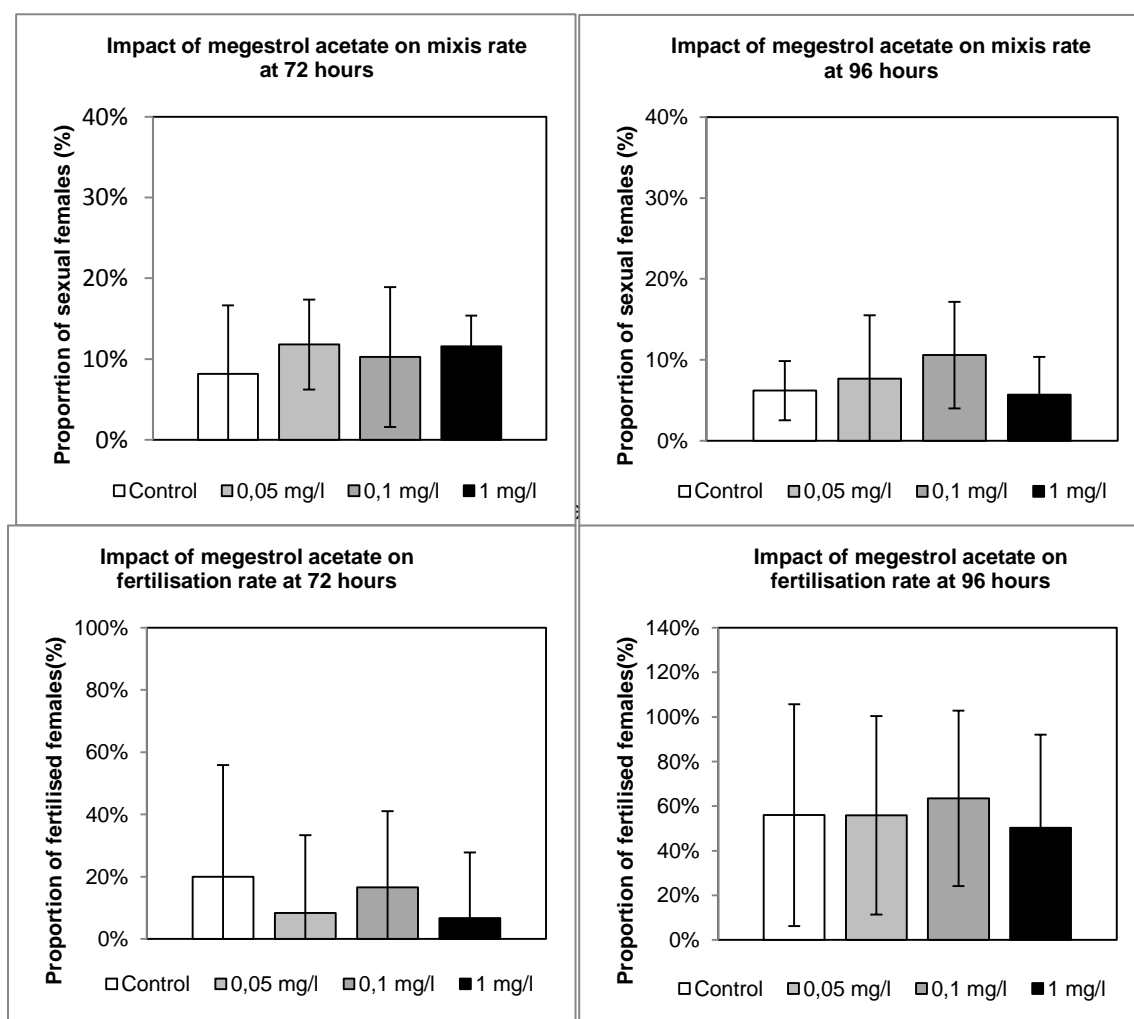 Impact of megestrol acetate on mixis rate
at 72 hours
Proporrtion of sexual females (%)
40%
30%
20%
10%
0%
Control 0,05 mg/l 0,1 mg/l 1 mg/l
Impact of megestrol acetate on mixis rate
at 96 hours
Proporrtion of sexual females (%)
40%
30%
20%
10%
0%
Control 0,05 mg/l 0,1 mg/l 1 mg/l
Impact of megestrol acetate on
fertilisation rate at 72 hours
Proportion of fertilised females(%)
100%
80%
60%
40%
20%
0%
Control 0,05 mg/l 0,1 mg/l 1 mg/l
Impact of megestrol acetate on
fertilisation rate at 96 hours
Proportion of fertilised females(%)
140%
120%
100%
80%
60%
40%
20%
0%
Control 0,05 mg/l 0,1 mg/l 1 mg/l